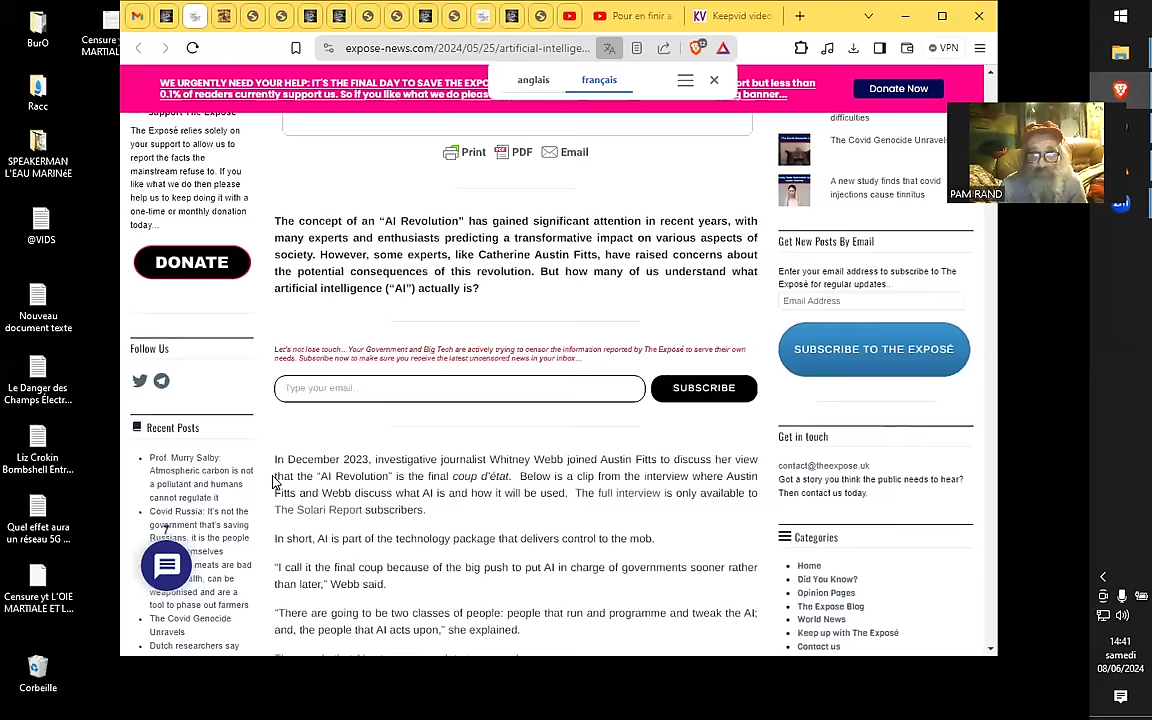 BurO
Censure yt
MARTIALE
Racc
SPEAKERMAN
L'EAU MARINéE
@VIDS
Nouveau
document texte
Le Danger des
Champs Électr...
Liz Crokin
Bombshell Entr...
Quel effet aura
un réseau 5G ...
Censure yt L'OIE
MARTIALE ET L...
Corbeille
Pour en finir a
KV Keepvid video
expose-news.com/2024/05/25/artificial-intellige...
12
VPN
anglais
français
WE URGENTLY NEED YOUR HELP: IT'S THE FINAL DAY TO SAVE THE EXPO
ort but less than
0.1% of readers currently support us. So if you like what we do pleas
g banner...
Donate Now
Support The Exposé
The Exposé relies solely on
your support to allow us to
report the facts the
mainstream refuse to. If you
like what we do then please
help us to keep doing it with a
one-time or monthly donation
today...
DONATE
Follow Us
Recent Posts
Prof. Murry Salby:
Atmospheric carbon is not
a pollutant and humans
cannot regulate it
Covid Russia: It's not the
government that's saving
Russians, it is the people
mselves
meats are bad
alth, can be
weaponised and are a
tool to phase out farmers
The Covid Genocide
Unravels
Dutch researchers say
7
Print
PDF
Email
The concept of an “AI Revolution” has gained significant attention in recent years, with
many experts and enthusiasts predicting a transformative impact on various aspects of
society. However, some experts, like Catherine Austin Fitts, have raised concerns about
the potential consequences of this revolution. But how many of us understand what
artificial intelligence (“AI”) actually is?
Let's not lose touch... Your Government and Big Tech are actively trying to censor the information reported by The Exposé to serve their own
needs. Subscribe now to make sure you receive the latest uncensored news in your inbox...
Type your email...
SUBSCRIBE
In December 2023, investigative journalist Whitney Webb joined Austin Fitts to discuss her view
that the “AI Revolution” is the final coup d'état. Below is a clip from the interview where Austin
Fitts and Webb discuss what AI is and how it will be used. The full interview is only available to
The Solari Report subscribers.
In short, AI is part of the technology package that delivers control to the mob.
“I call it the final coup because of the big push to put AI in charge of governments sooner rather
than later,” Webb said.
“There are going to be two classes of people: people that run and programme and tweak the AI;
and, the people that AI acts upon,” she explained.
difficulties
The Covid Genocide Unravels
A new study finds that covid
injections cause tinnitus
PAM RAND
Get New Posts By Email
Enter your email address to subscribe to The
Exposé for regular updates...
Email Address
SUBSCRIBE TO THE EXPOSÉ
Get in touch
contact@theexpose.uk
Got a story you think the public needs to hear?
Then contact us today.
Categories
Home
Did You Know?
Opinion Pages
The Expose Blog
World News
Keep up with The Exposé
Contact us
14:41
samedi
08/06/2024